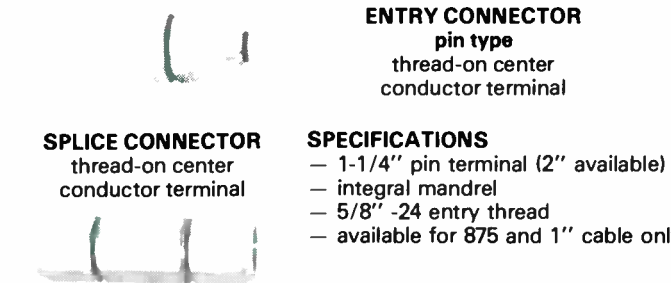 ENTRY CONNECTOR
pin type
thread-on center
conductor terminal
SPLICE CONNECTOR
thread-on center
conductor terminal
SPECIFICATIONS
— 1-1/4" pin terminal (2" available)
— integral mandrel
— 5/8" -24 entry thread
— available for 875 and 1" cable onl